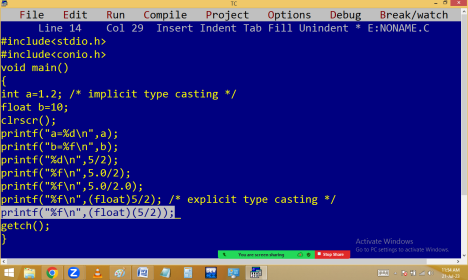 TC
File Edit Run Compile Project Options Debug Break/watch
Line 14 Col 29 Insert Indent Tab Fill Unindent * E:NONAME.C
#include<stdio.h>
#include<conio.h>
void main()
{
int a=1.2; /* implicit type casting */
float b=10;
clrscr();
printf("a=%d\n",a);
printf("b=%f\n",b);
printf("%d\n",5/2);
printf("%f\n",5.0/2);
printf("%f\n",5.0/2.0);
printf("%f\n",(float)5/2); /* explicit type casting */
printf("%f\n",(float)(5/2));
getch();
}
Activate Windows
Go to PC settings to activate Windows.
You are screen sharing Stop Share